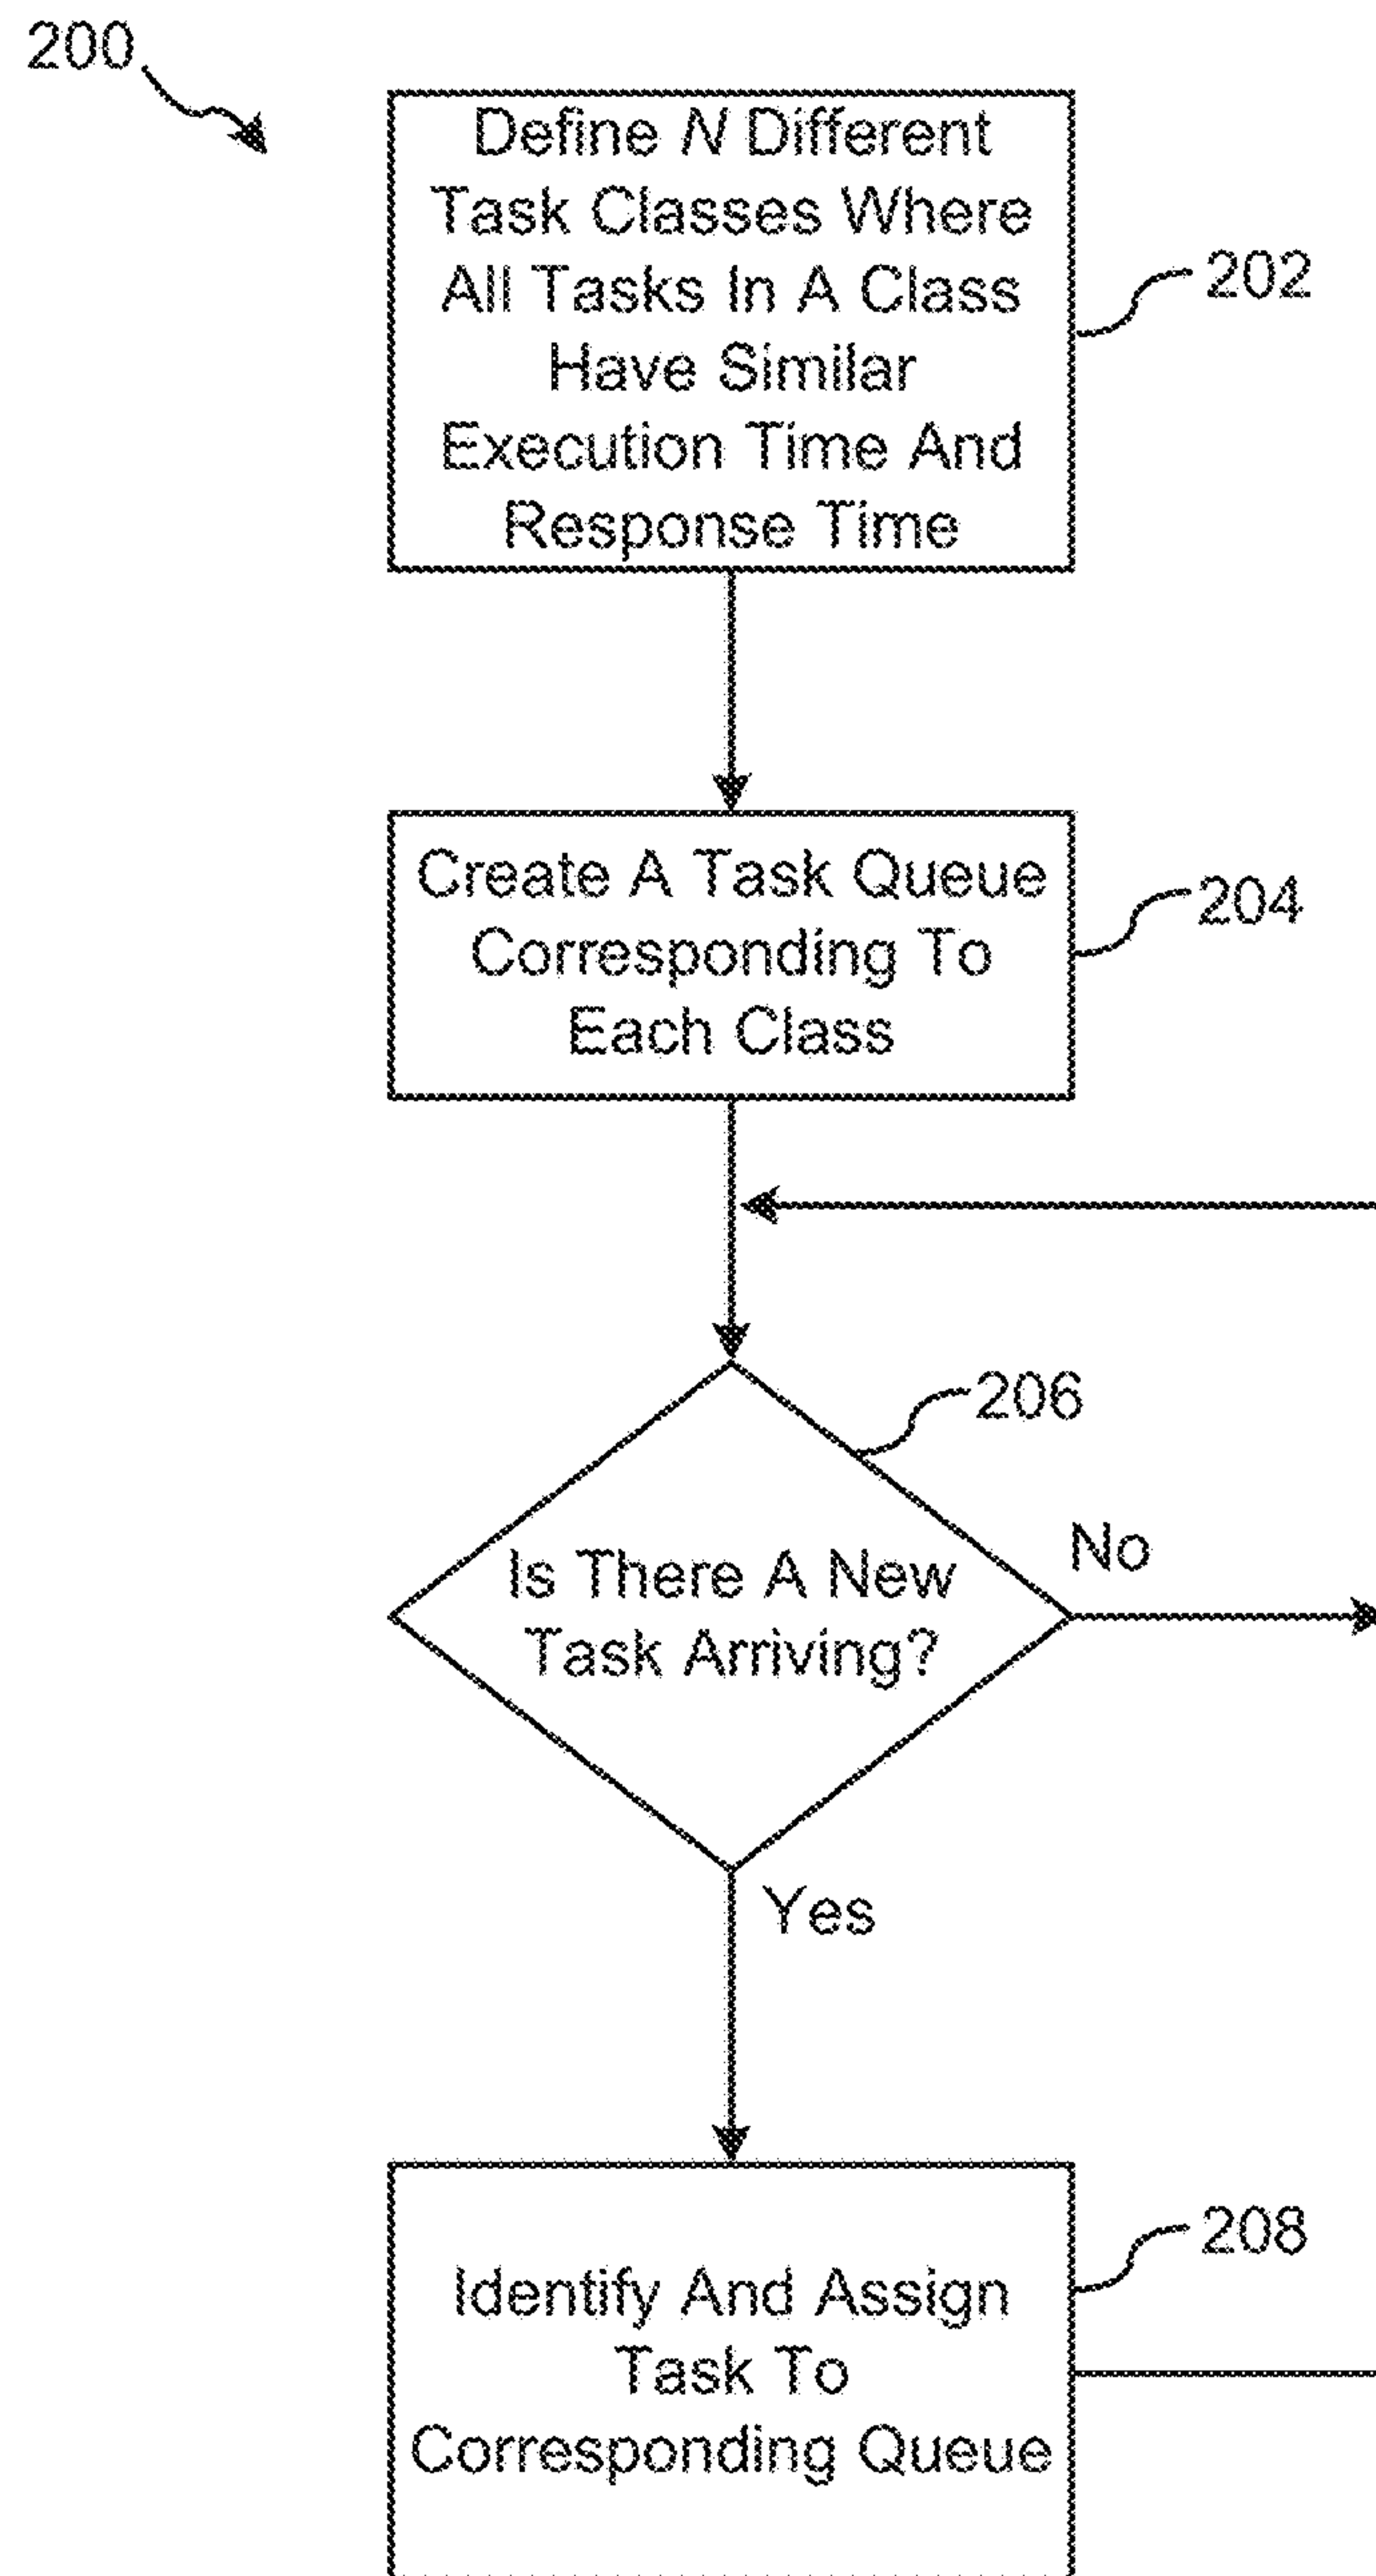 200
Define N Different
Task Classes Where
All Tasks In A Class
Have Similar
Execution Time And
Response Time
202
Create A Task Queue
Corresponding To
Each Class
204
206
Is There A New
Task Arriving?
No
Yes
208
Identify And Assign
Task To
Corresponding Queue